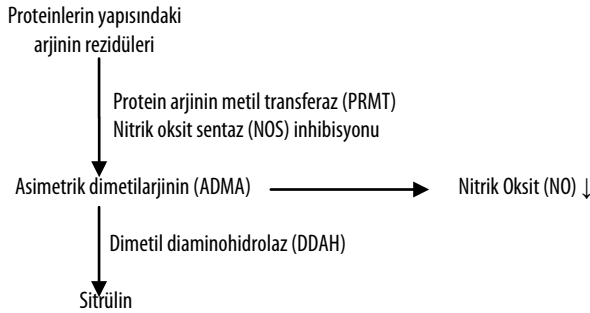 Proteinlerin yapısındaki
arjinin rezidüleri
Protein arjinin metil transferaz (PRMT)
Nitrik oksit sentaz (NOS) inhibisyonu
Asimetrik dimetilarjinin (ADMA)
Nitrik Oksit (NO) ↓
Dimetil diaminohidrolaz (DDAH)
Sitrülin